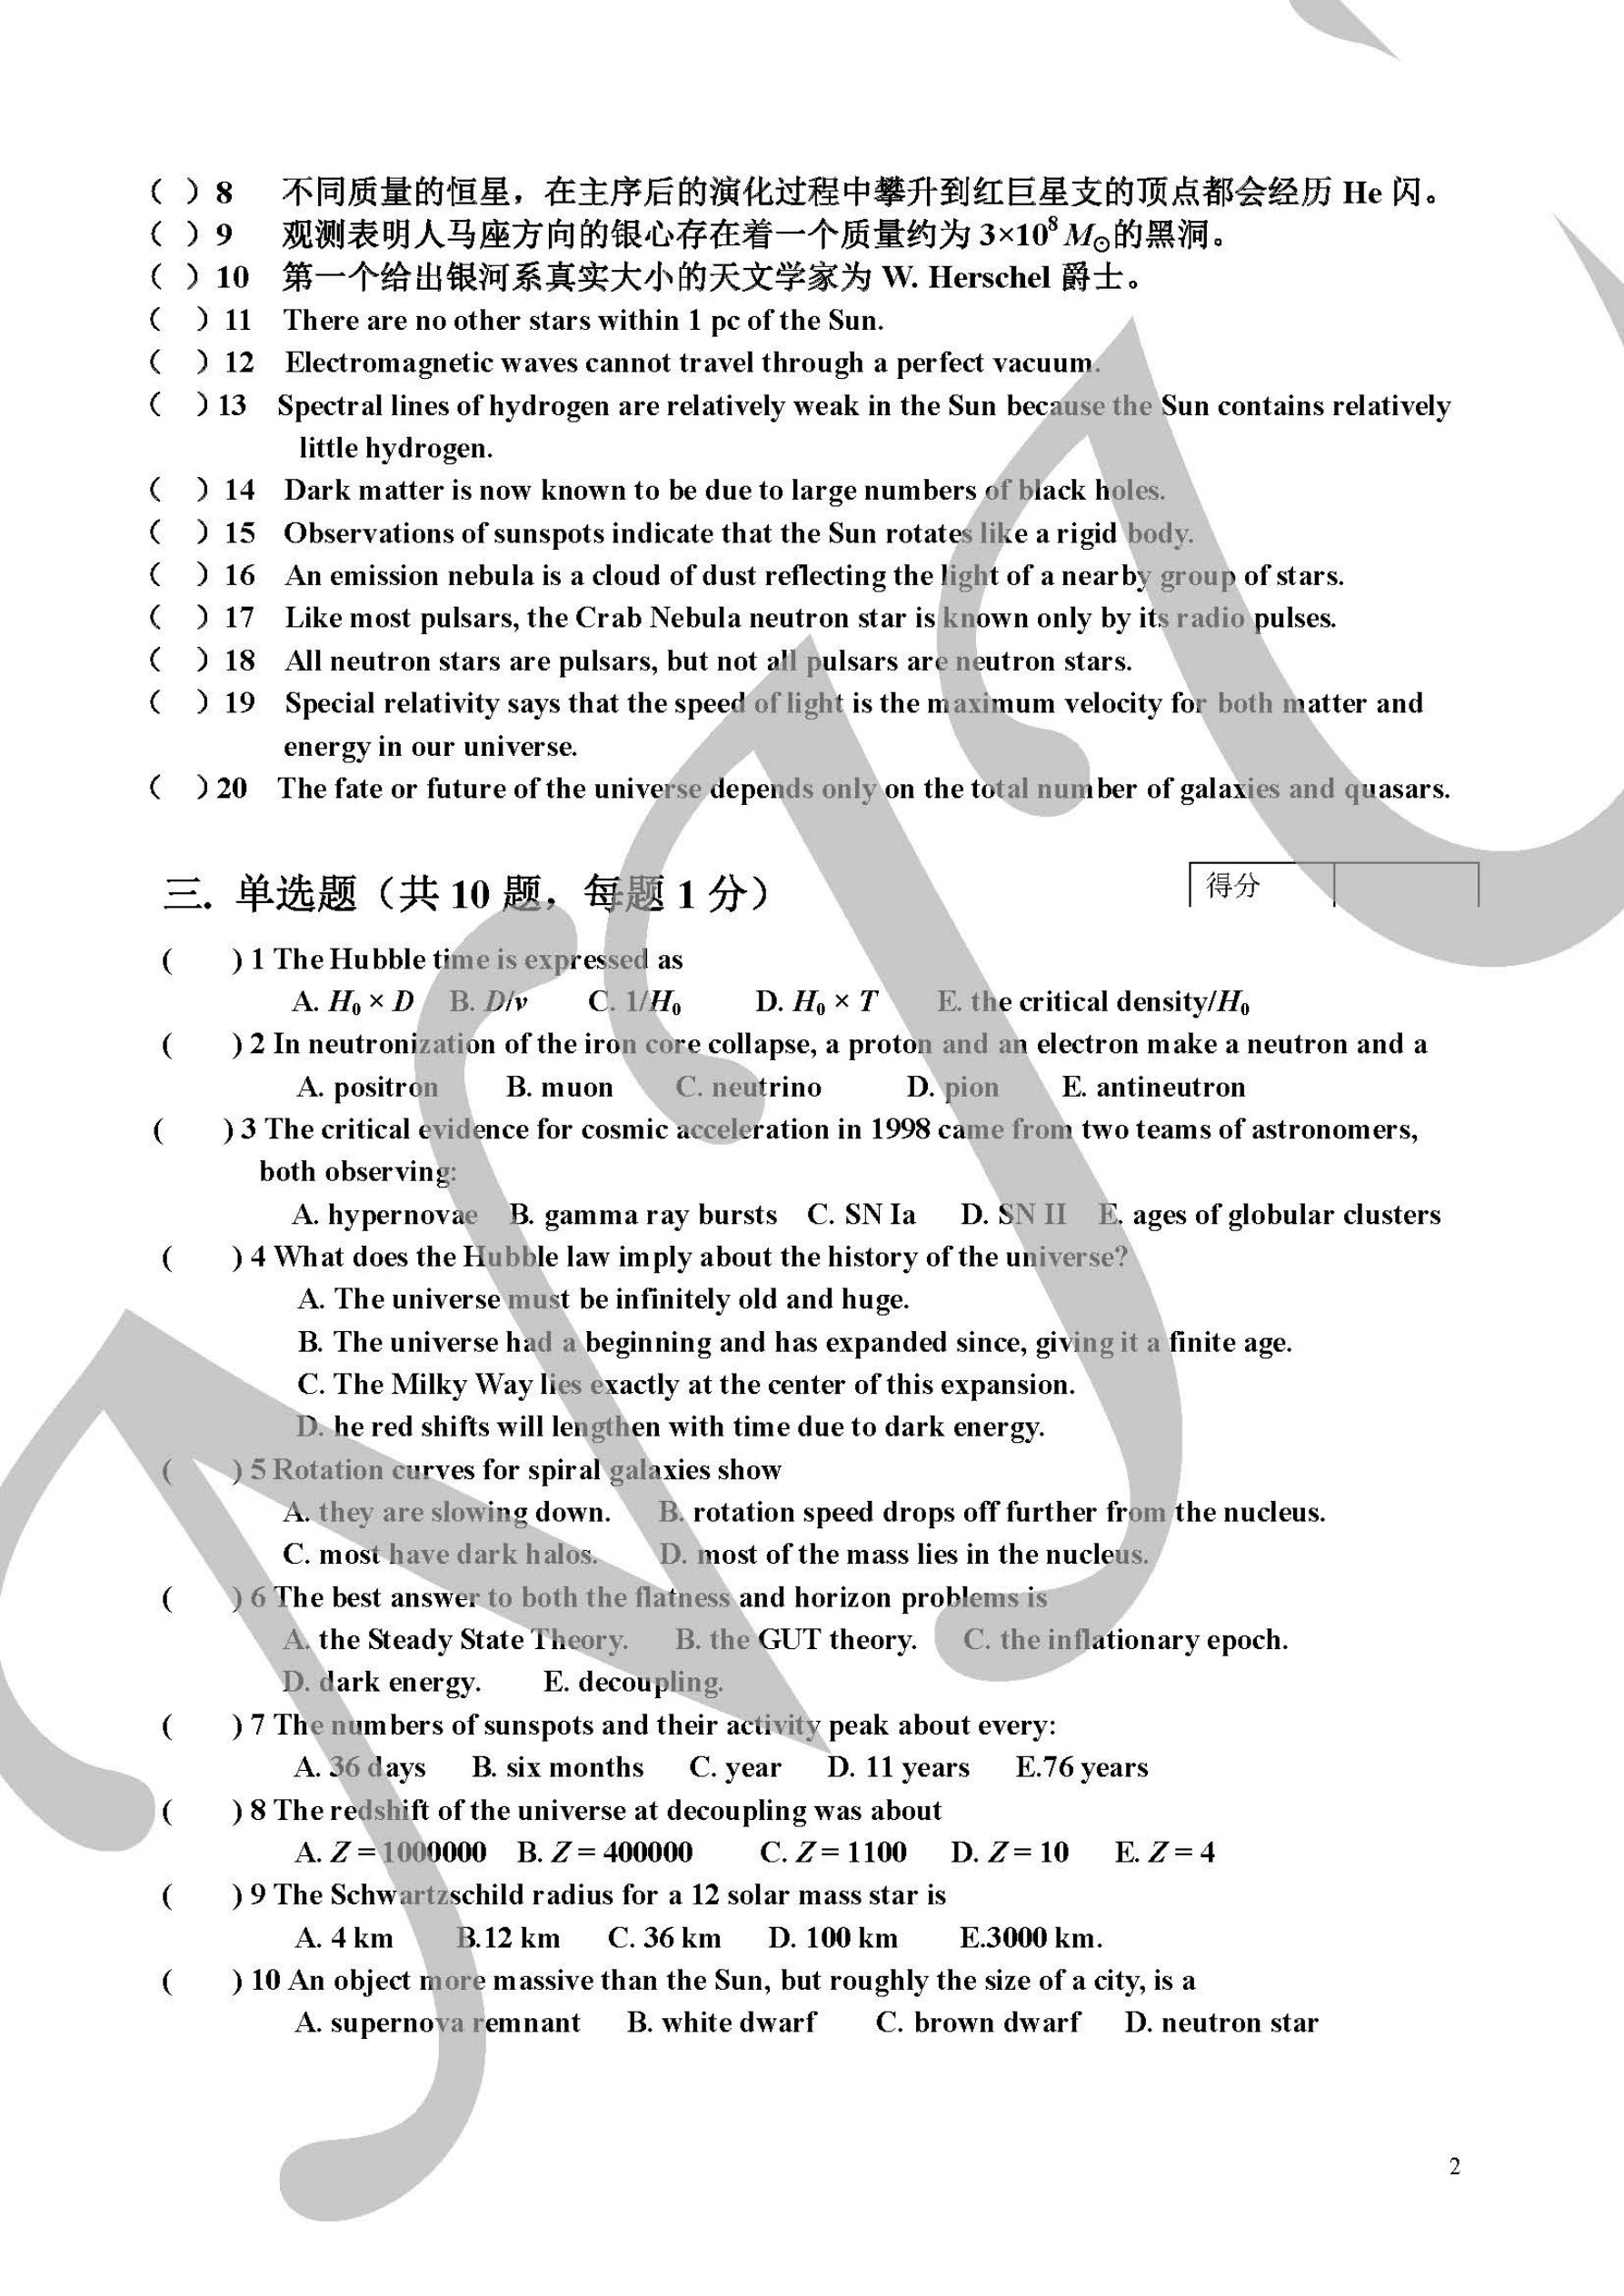 （ ）8 不同质量的恒星，在主序后的演化过程中攀升到红巨星支的顶点都会经历 He 闪。
（ ）9 观测表明人马座方向的银心存在着一个质量约为 3×10⁸ M⊙的黑洞。
（ ）10 第一个给出银河系真实大小的天文学家为 W. Herschel 爵士。
（ ）11 There are no other stars within 1 pc of the Sun.
（ ）12 Electromagnetic waves cannot travel through a perfect vacuum.
（ ）13 Spectral lines of hydrogen are relatively weak in the Sun because the Sun contains relatively
little hydrogen.
（ ）14 Dark matter is now known to be due to large numbers of black holes.
（ ）15 Observations of sunspots indicate that the Sun rotates like a rigid body.
（ ）16 An emission nebula is a cloud of dust reflecting the light of a nearby group of stars.
（ ）17 Like most pulsars, the Crab Nebula neutron star is known only by its radio pulses.
（ ）18 All neutron stars are pulsars, but not all pulsars are neutron stars.
（ ）19 Special relativity says that the speed of light is the maximum velocity for both matter and
energy in our universe.
（ ）20 The fate or future of the universe depends only on the total number of galaxies and quasars.
三. 单选题（共 10 题，每题 1 分）
得分
( ) 1 The Hubble time is expressed as
A. H₀ × D B. D/v C. 1/H₀ D. H₀ × T E. the critical density/H₀
( ) 2 In neutronization of the iron core collapse, a proton and an electron make a neutron and a
A. positron B. muon C. neutrino D. pion E. antineutron
( ) 3 The critical evidence for cosmic acceleration in 1998 came from two teams of astronomers,
both observing:
A. hypernovae B. gamma ray bursts C. SN Ia D. SN II E. ages of globular clusters
( ) 4 What does the Hubble law imply about the history of the universe?
A. The universe must be infinitely old and huge.
B. The universe had a beginning and has expanded since, giving it a finite age.
C. The Milky Way lies exactly at the center of this expansion.
D. he red shifts will lengthen with time due to dark energy.
( ) 5 Rotation curves for spiral galaxies show
A. they are slowing down. B. rotation speed drops off further from the nucleus.
C. most have dark halos. D. most of the mass lies in the nucleus.
( ) 6 The best answer to both the flatness and horizon problems is
A. the Steady State Theory. B. the GUT theory. C. the inflationary epoch.
D. dark energy. E. decoupling.
( ) 7 The numbers of sunspots and their activity peak about every:
A. 36 days B. six months C. year D. 11 years E.76 years
( ) 8 The redshift of the universe at decoupling was about
A. Z = 1000000 B. Z = 400000 C. Z = 1100 D. Z = 10 E. Z = 4
( ) 9 The Schwartzschild radius for a 12 solar mass star is
A. 4 km B.12 km C. 36 km D. 100 km E.3000 km.
( ) 10 An object more massive than the Sun, but roughly the size of a city, is a
A. supernova remnant B. white dwarf C. brown dwarf D. neutron star
2